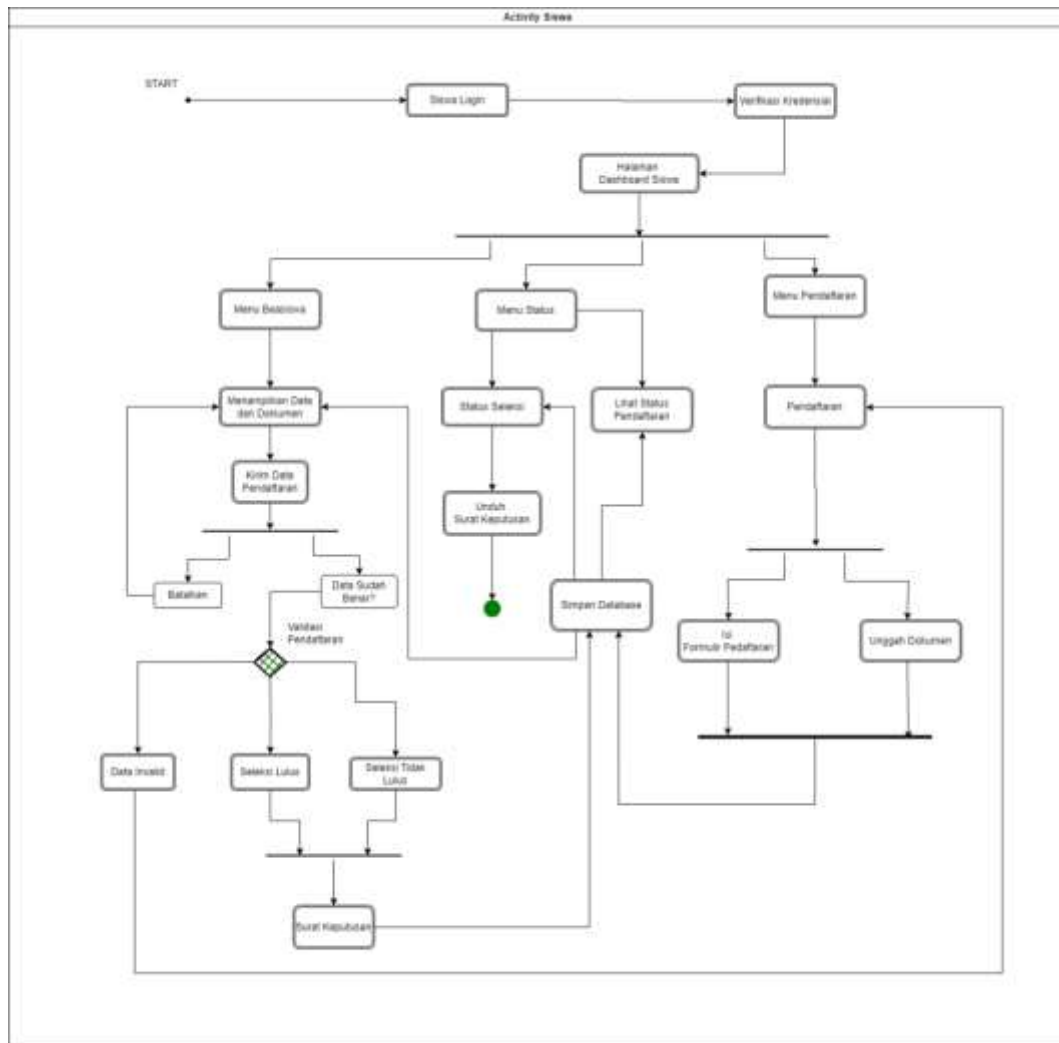 Activity Siswa
START
Siswa Login
Verifikasi Kredensial
Halaman
Dashboard Siswa
Menu Beasiswa
Menu Status
Menu Pendaftaran
Menampilkan Data
dan Dokumen
Status Seleksi
Lihat Status
Pendaftaran
Pendaftaran
Kirim Data
Pendaftaran
Unduh
Surat Keputusan
Batalkan
Data Sudah
Benar?
Simpan Database
Validasi
Pendaftaran
Isi
Formulir Pedaftaran
Unggah Dokumen
Data Invalid
Seleksi Lulus
Seleksi Tidak
Lulus
Surat Keputusan